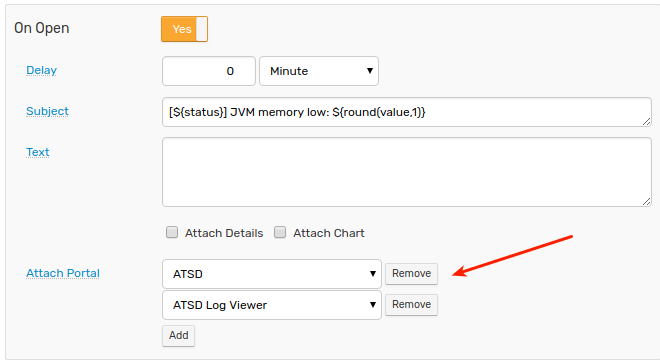 On Open Yes
Delay 0 Minute
Subject [${status}] JVM memory low: ${round(value,1)}
Text
Attach Details Attach Chart
Attach Portal ATSD Remove
ATSD Log Viewer Remove
Add